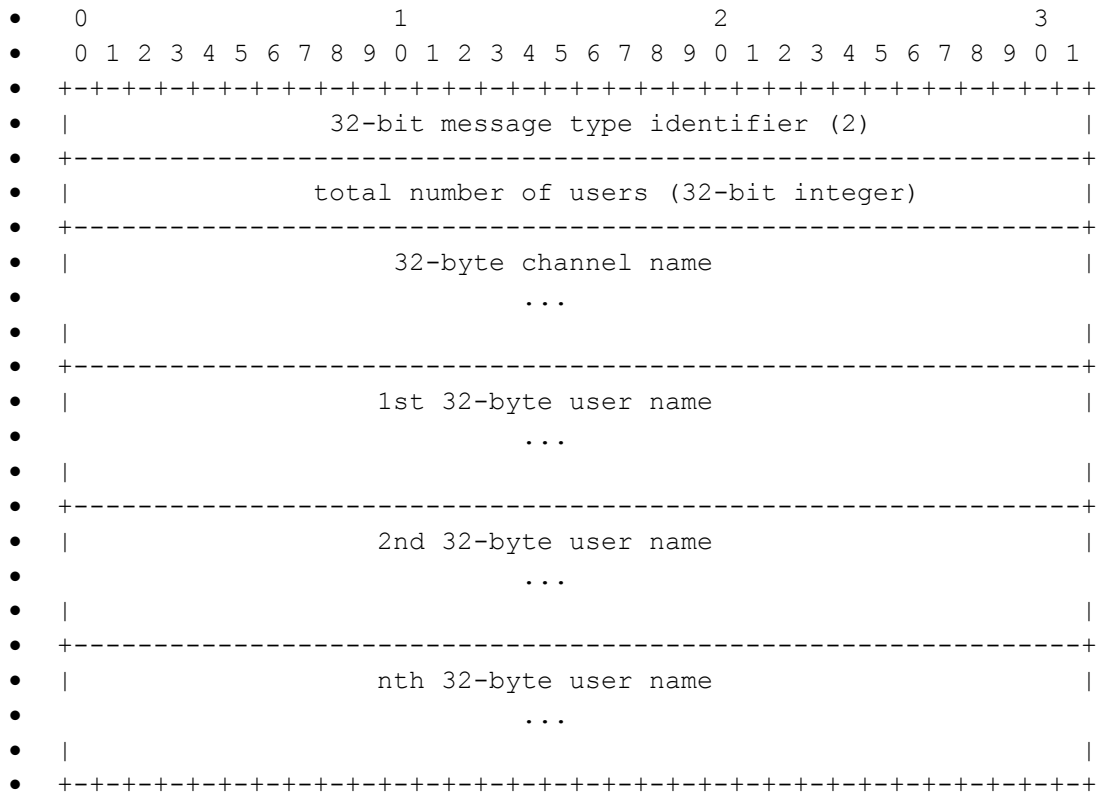 • 0                   1                   2                   3
• 0 1 2 3 4 5 6 7 8 9 0 1 2 3 4 5 6 7 8 9 0 1 2 3 4 5 6 7 8 9 0 1
• +-+-+-+-+-+-+-+-+-+-+-+-+-+-+-+-+-+-+-+-+-+-+-+-+-+-+-+-+-+-+-+-+
• |                32-bit message type identifier (2)             |
• +---------------------------------------------------------------+
• |               total number of users (32-bit integer)          |
• +---------------------------------------------------------------+
• |                    32-byte channel name                       |
•                             ...
• |                                                               |
• +---------------------------------------------------------------+
• |                   1st 32-byte user name                       |
•                             ...
• |                                                               |
• +---------------------------------------------------------------+
• |                   2nd 32-byte user name                       |
•                             ...
• |                                                               |
• +---------------------------------------------------------------+
• |                   nth 32-byte user name                       |
•                             ...
• |                                                               |
• +-+-+-+-+-+-+-+-+-+-+-+-+-+-+-+-+-+-+-+-+-+-+-+-+-+-+-+-+-+-+-+-+